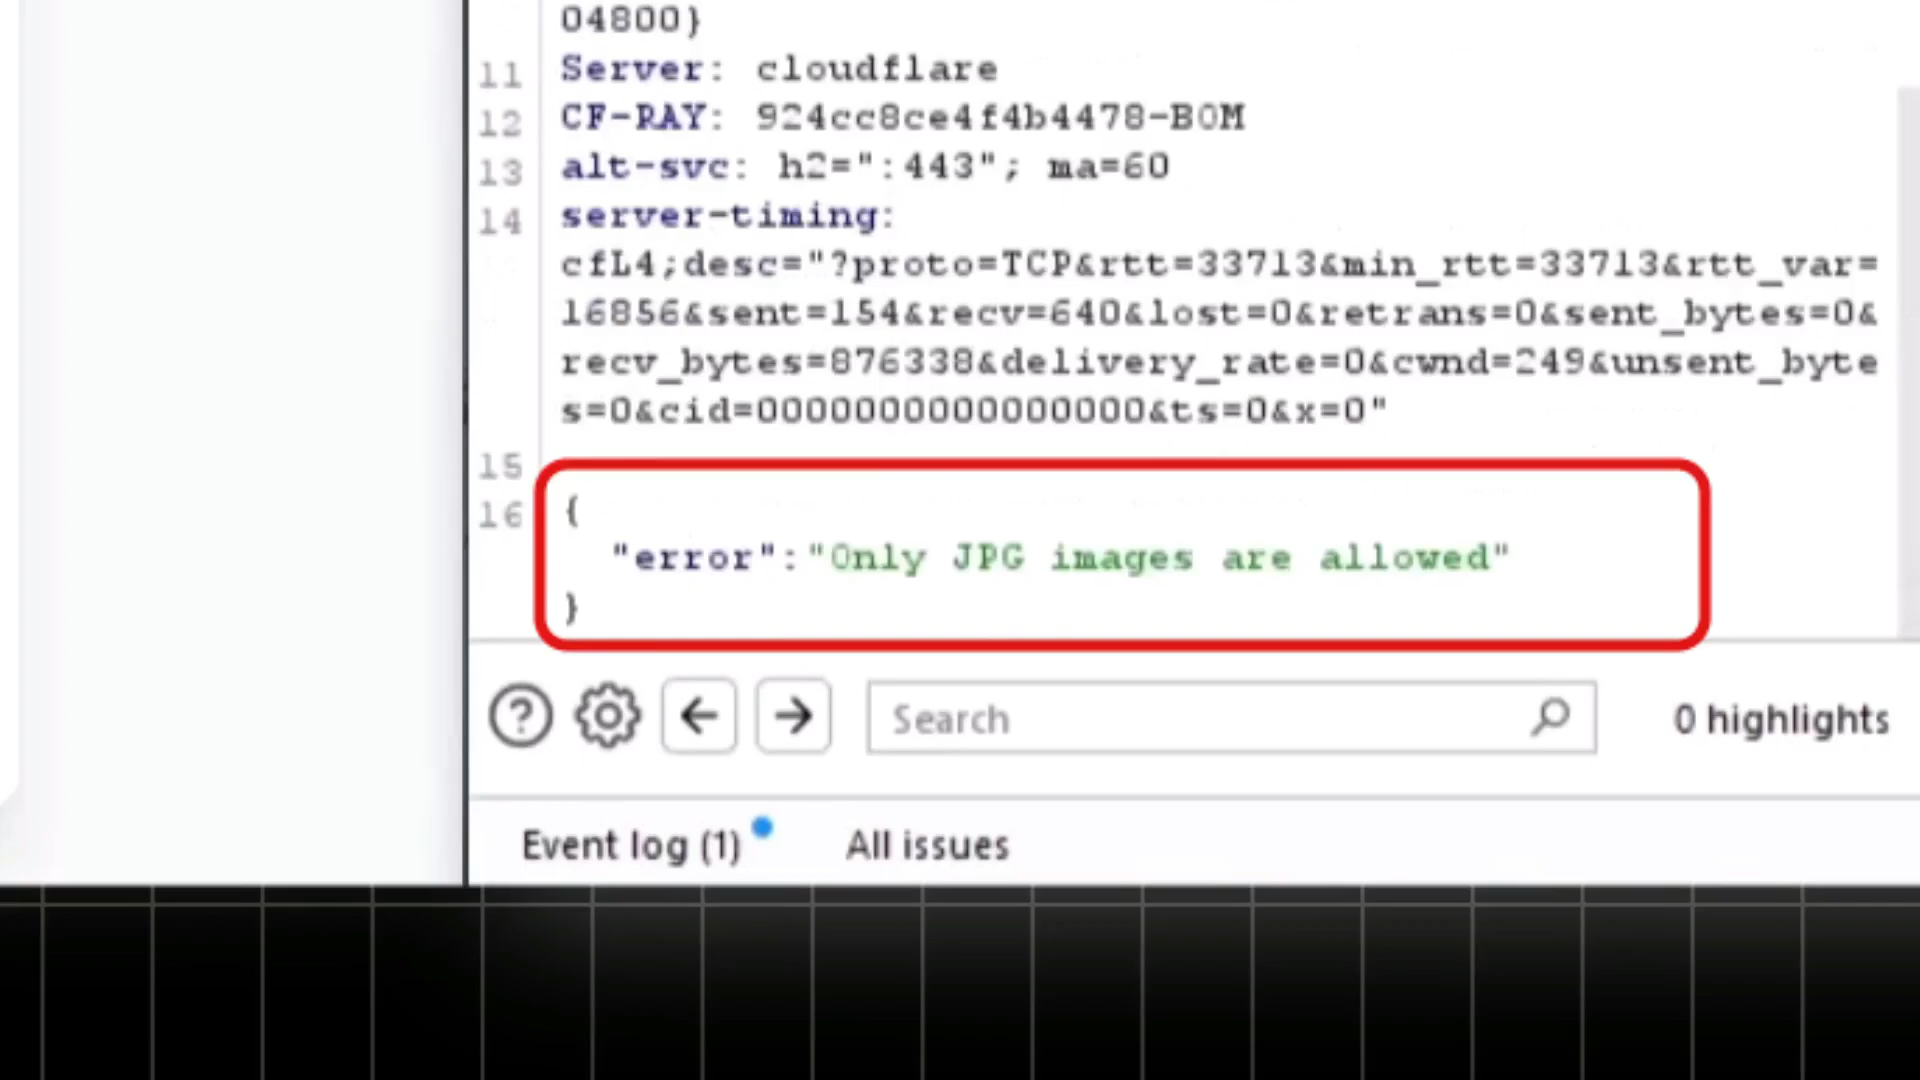 04800}
11 Server: cloudflare
12 CF-RAY: 924cc8ce4f4b4478-BOM
13 alt-svc: h2=":443"; ma=60
14 server-timing:
cfL4;desc="?proto=TCP&rtt=33713&min_rtt=33713&rtt_var=
16856&sent=154&recv=640&lost=0&retrans=0&sent_bytes=0&
recv_bytes=876338&delivery_rate=0&cwnd=249&unsent_byte
s=0&cid=0000000000000000&ts=0&x=0"
15
16 {
"error":"Only JPG images are allowed"
}
Search
0 highlights
Event log (1)
All issues